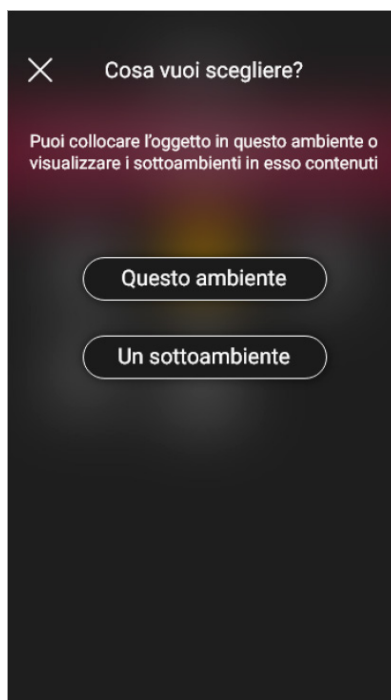 Cosa vuoi scegliere?
Puoi collocare l'oggetto in questo ambiente o
visualizzare i sottoambienti in esso contenuti
Questo ambiente
Un sottoambiente